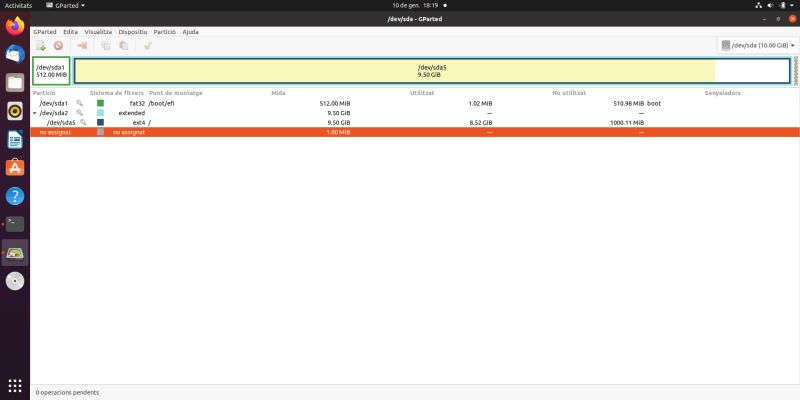 Activitats GParted 10 de gen. 18:19
/dev/sda - GParted
GParted Edita Visualitza Dispositiu Partició Ajuda
/dev/sda (10.00 GiB)
/dev/sda1
512.00 MiB
/dev/sda5
9.50 GiB
Partició Sistema de fitxers Punt de muntatge Mida Utilitzat No utilitzat Senyaladors
/dev/sda1 fat32 /boot/efi 512.00 MiB 1.02 MiB 510.98 MiB boot
/dev/sda2 extended 9.50 GiB --- ---
/dev/sda5 ext4 / 9.50 GiB 8.52 GiB 1000.11 MiB
no assignat no assignat 1.00 MiB --- ---
0 operacions pendents